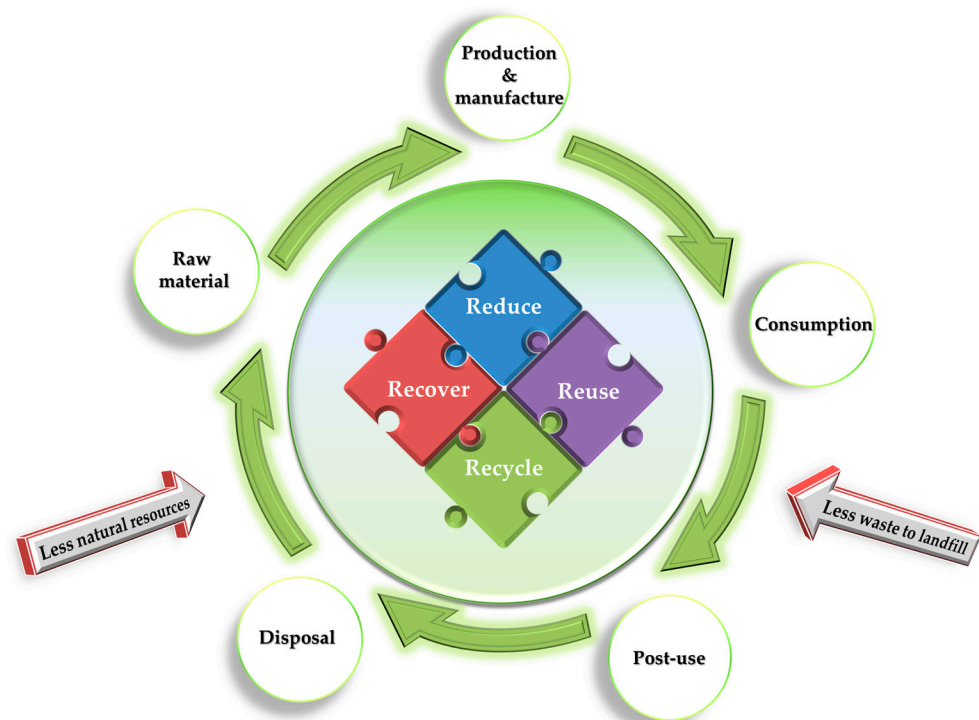 Production
&
manufacture
Raw
material
Consumption
Reduce
Recover
Reuse
Recycle
Less natural resources
Less waste to landfill
Disposal
Post-use